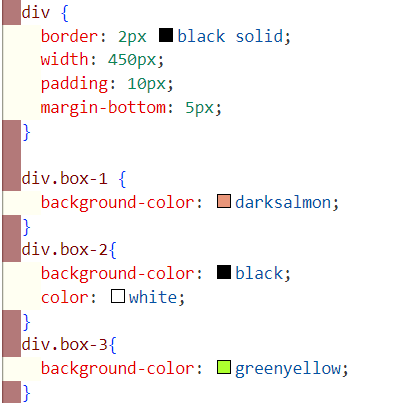 div {
  border: 2px black solid;
  width: 450px;
  padding: 10px;
  margin-bottom: 5px;
}

div.box-1 {
  background-color: darksalmon;
}
div.box-2{
  background-color: black;
  color: white;
}
div.box-3{
  background-color: greenyellow;
}